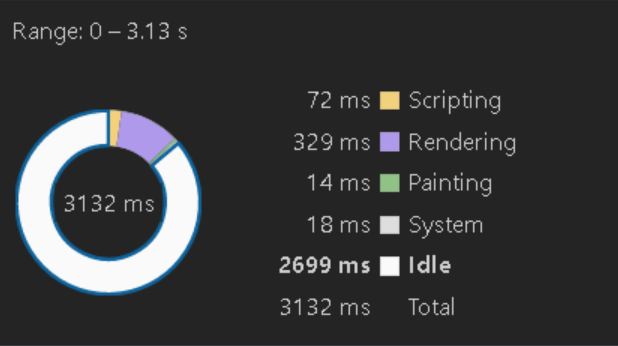 Range: 0 – 3.13 s
3132 ms
72 ms Scripting
329 ms Rendering
14 ms Painting
18 ms System
2699 ms Idle
3132 ms Total